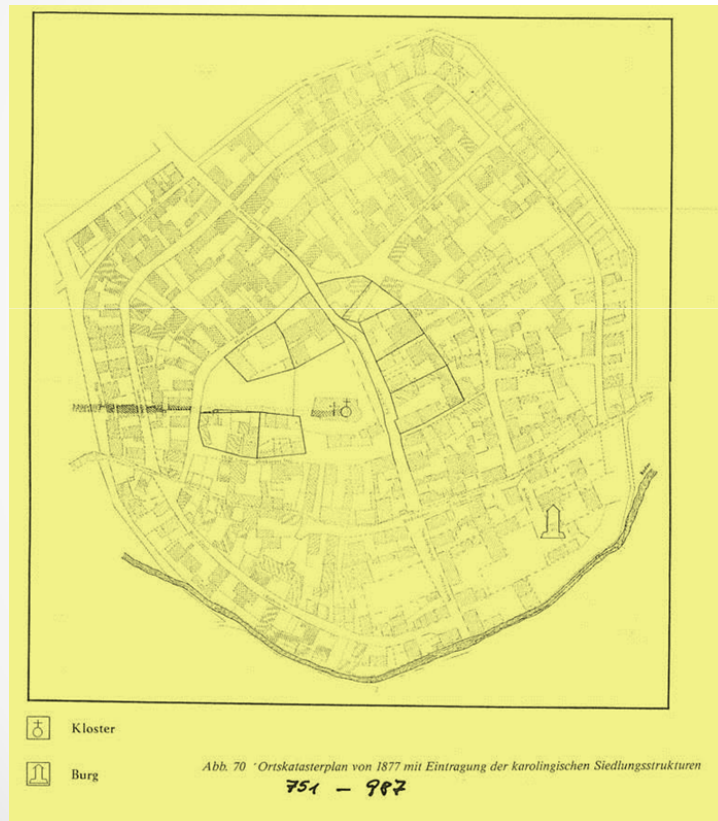 Kloster
Burg
Abb. 70 'Ortskatasterplan von 1877 mit Eintragung der karolingischen Siedlungsstrukturen
751 – 987